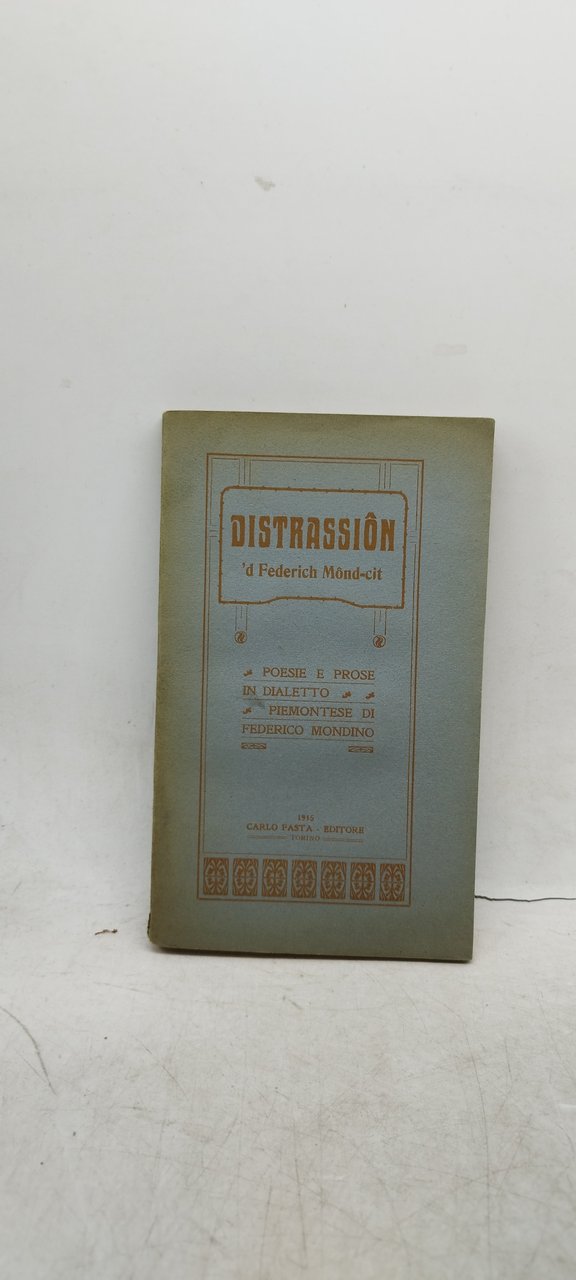 DISTRASSIÔN
'd Federich Mônd-cit
POESIE E PROSE
IN DIALETTO
PIEMONTESE DI
FEDERICO MONDINO
1915
CARLO PASTA - EDITORE
TORINO